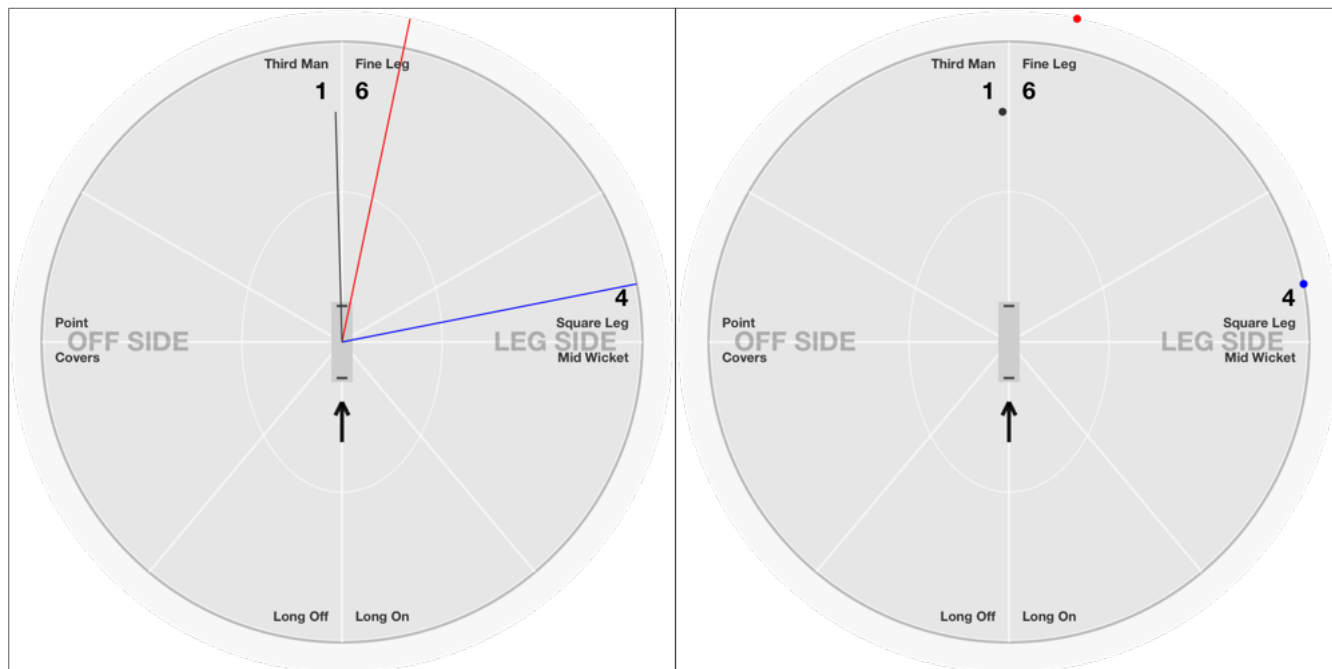 Third Man Fine Leg
1 6
4
Point
Square Leg
OFF SIDE LEG SIDE
Covers
Mid Wicket
Long Off Long On
Third Man Fine Leg
1 6
4
Point
Square Leg
OFF SIDE LEG SIDE
Covers
Mid Wicket
Long Off Long On